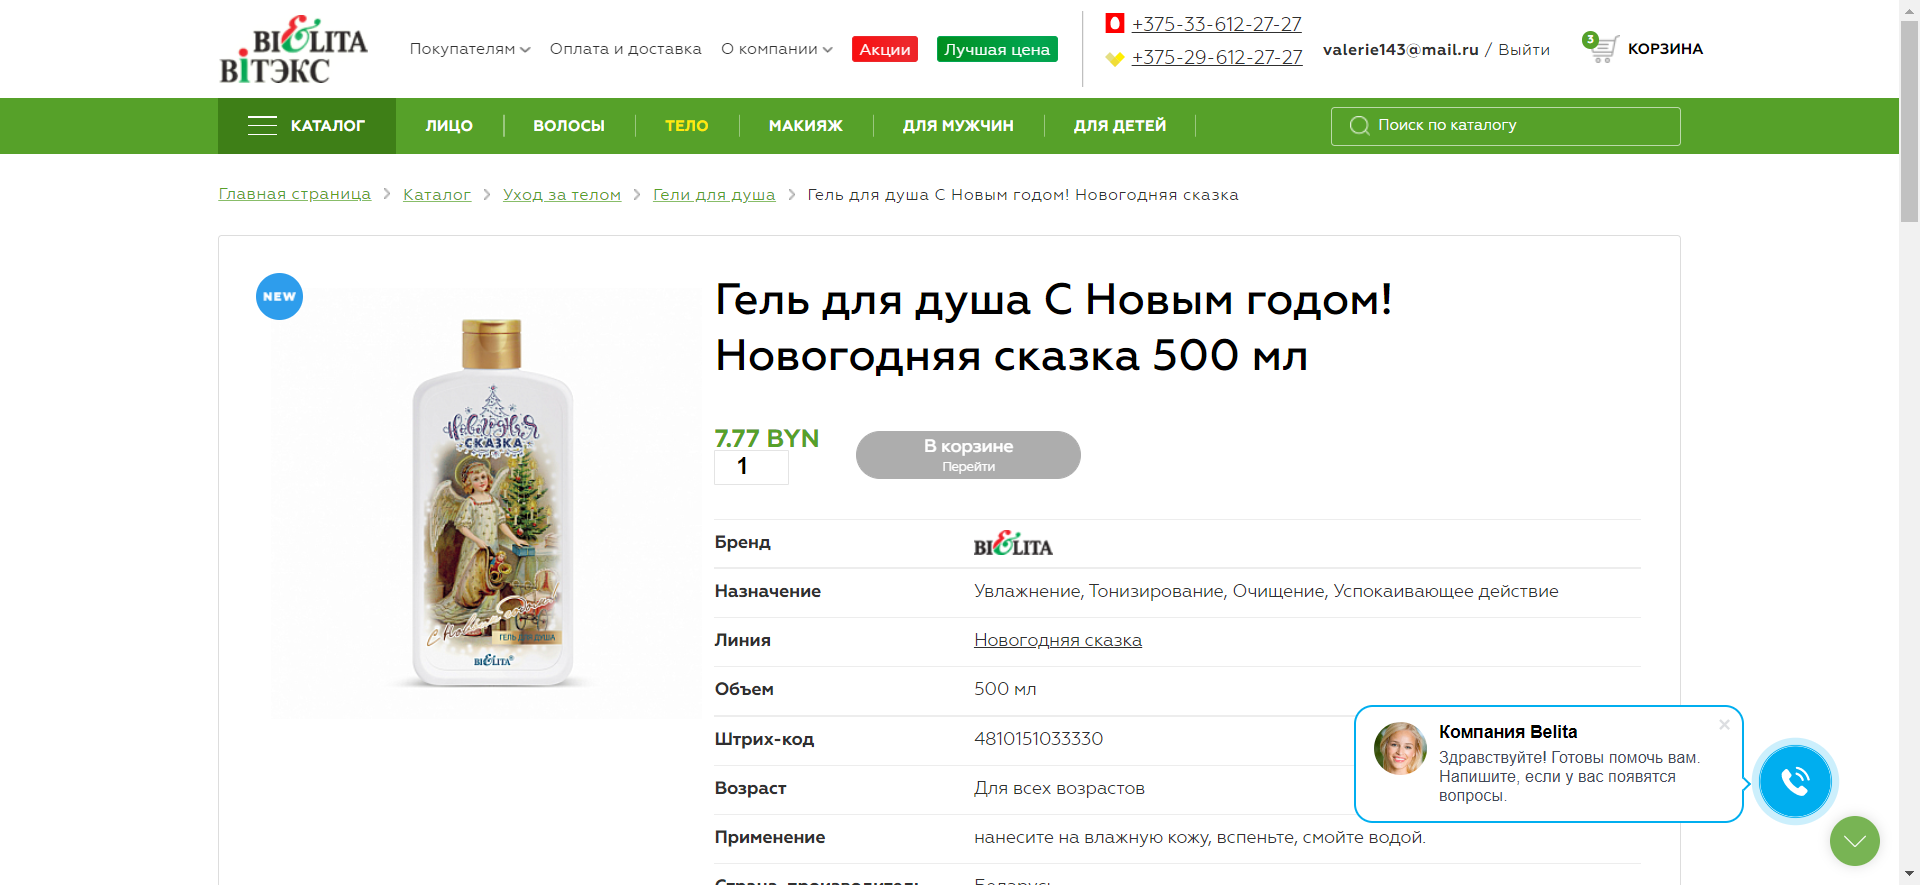 BIELITA
ВІТЭКС
Покупателям
Оплата и доставка
О компании
Акции
Лучшая цена
+375-33-612-27-27
+375-29-612-27-27
valerie143@mail.ru / Выйти
3
КОРЗИНА
КАТАЛОГ
ЛИЦО
ВОЛОСЫ
ТЕЛО
МАКИЯЖ
ДЛЯ МУЖЧИН
ДЛЯ ДЕТЕЙ
Поиск по каталогу
Главная страница
Каталог
Уход за телом
Гели для душа
Гель для душа С Новым годом! Новогодняя сказка
NEW
Новогодняя
СКАЗКА
С Новым годом!
ГЕЛЬ ДЛЯ ДУША
BIELITA
Гель для душа С Новым годом!
Новогодняя сказка 500 мл
7.77 BYN
1
В корзине
Перейти
Бренд
BIELITA
Назначение
Увлажнение, Тонизирование, Очищение, Успокаивающее действие
Линия
Новогодняя сказка
Объем
500 мл
Штрих-код
4810151033330
Возраст
Для всех возрастов
Применение
нанесите на влажную кожу, вспеньте, смойте водой.
Страна-производитель
Беларусь
Компания Belita
Здравствуйте! Готовы помочь вам.
Напишите, если у вас появятся
вопросы.